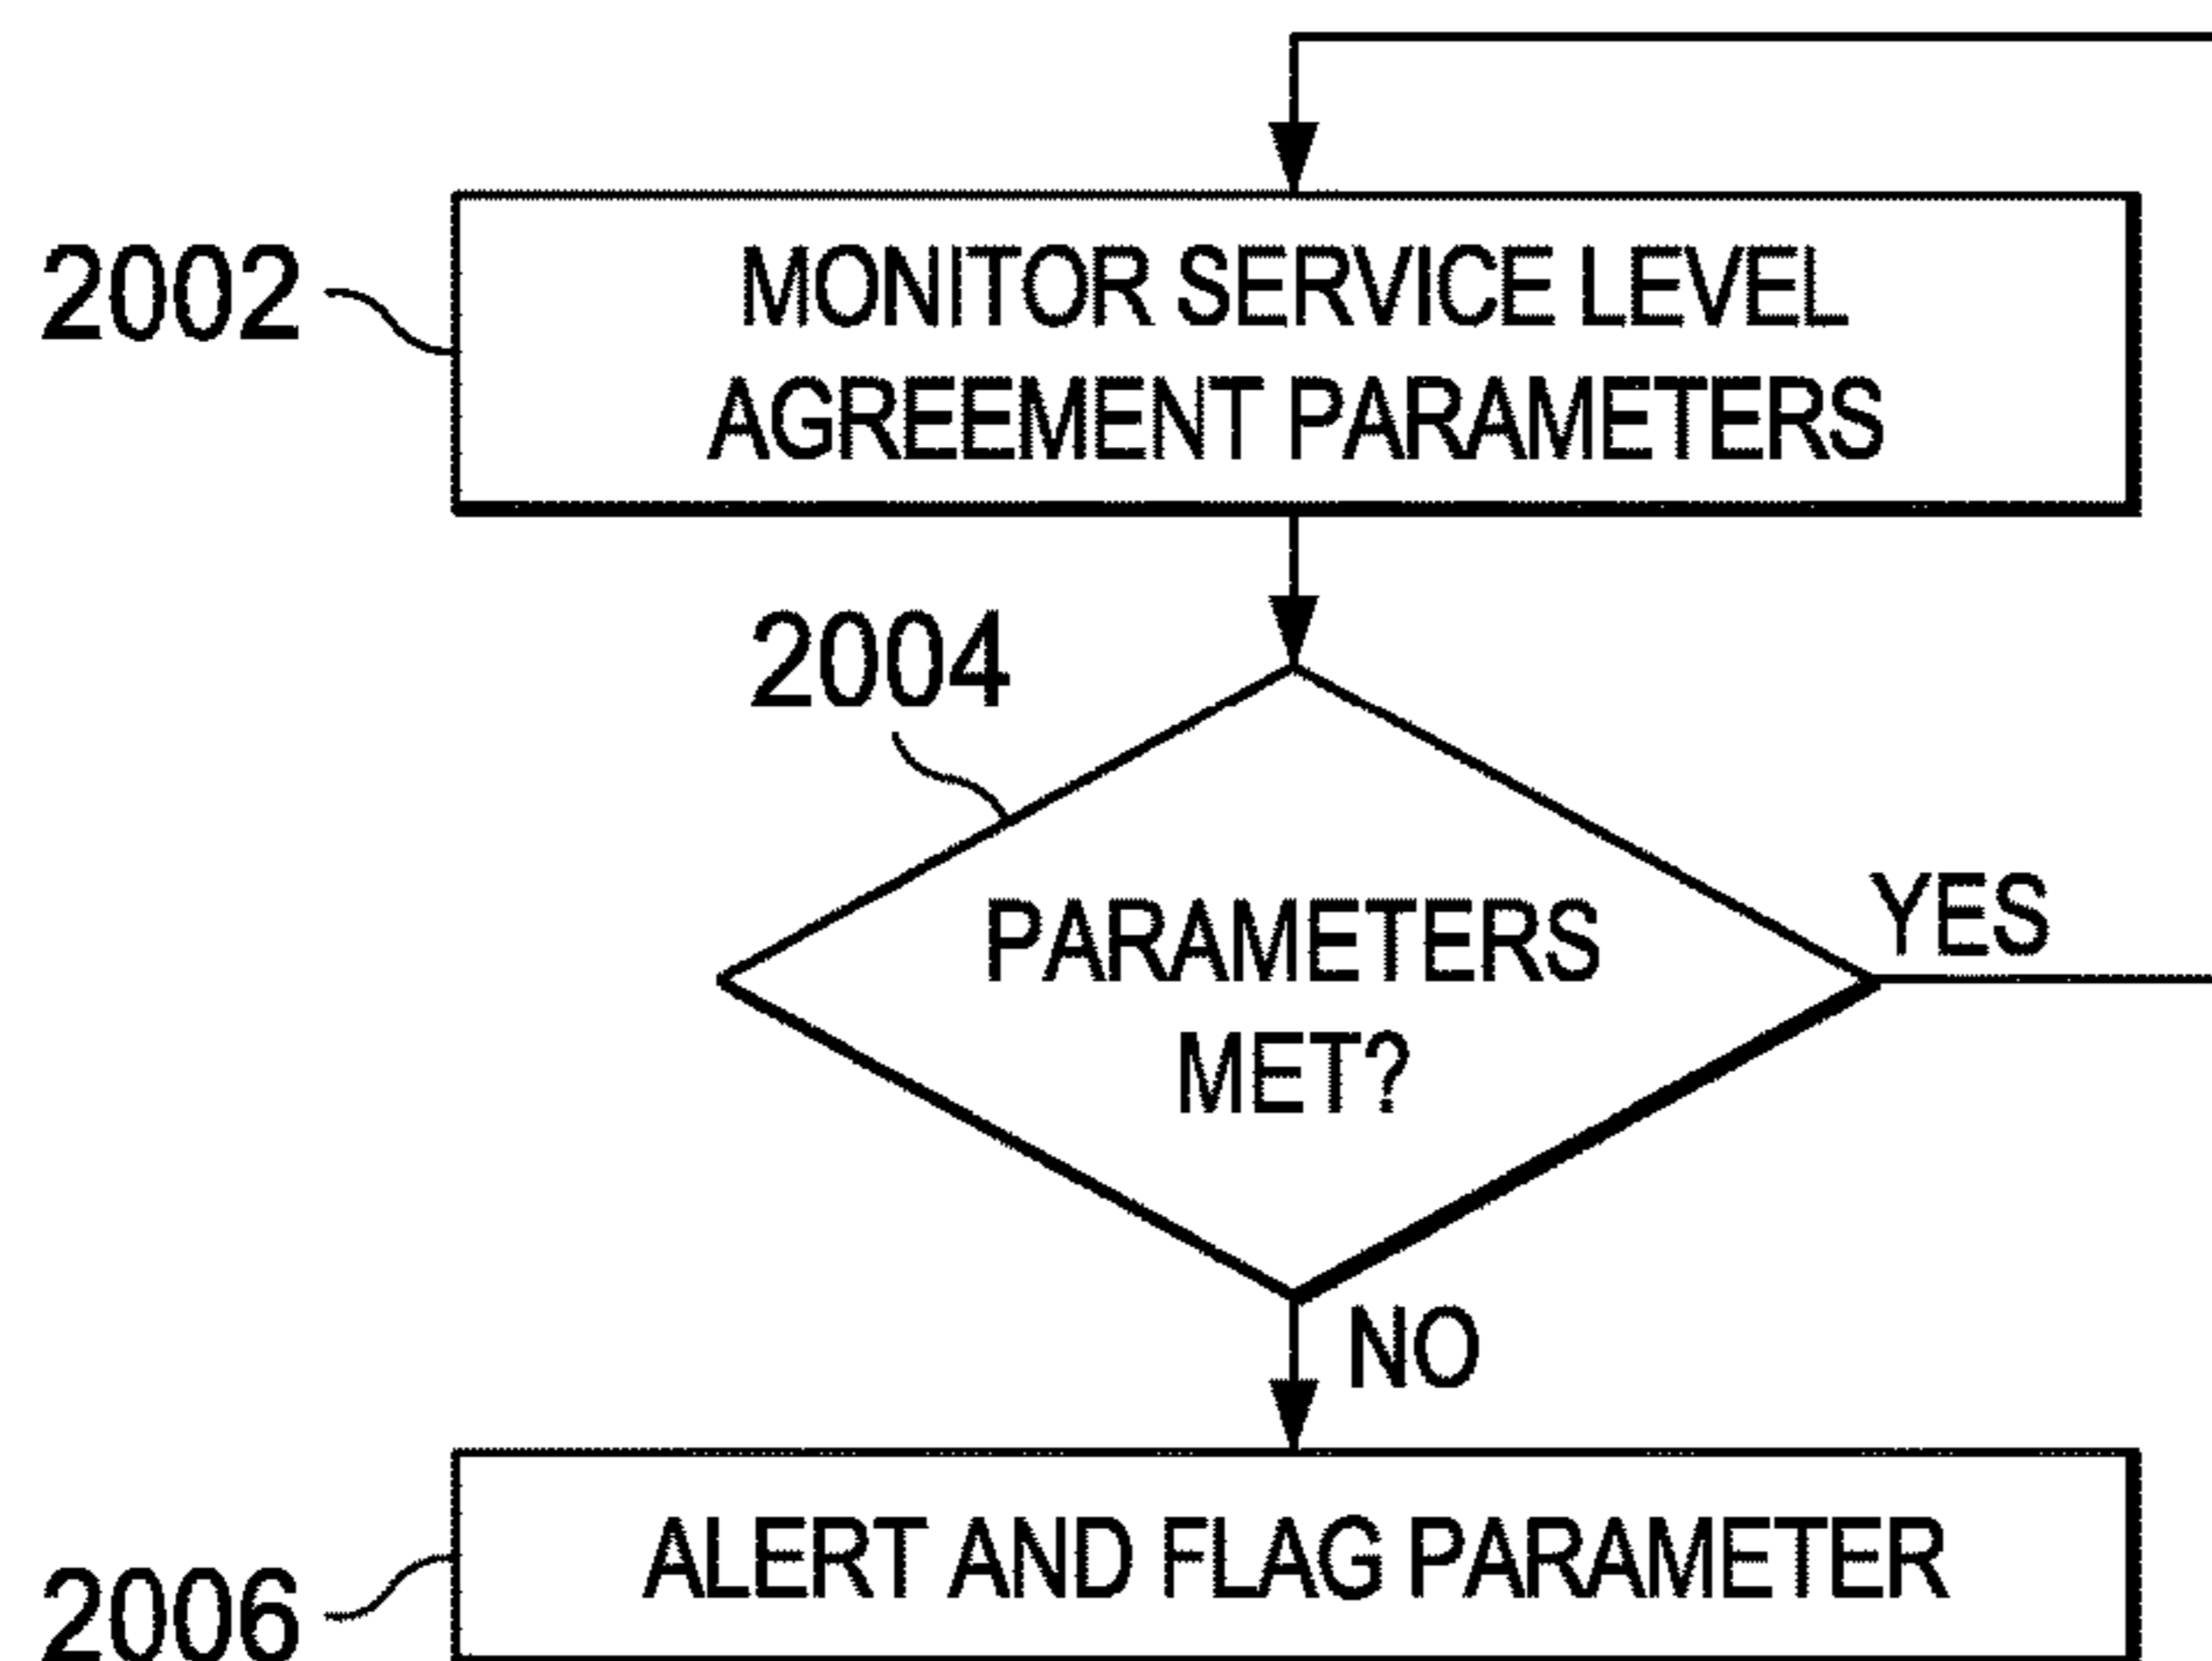 2002
MONITOR SERVICE LEVEL
AGREEMENT PARAMETERS
2004
PARAMETERS
MET?
YES
NO
ALERT AND FLAG PARAMETER
2006